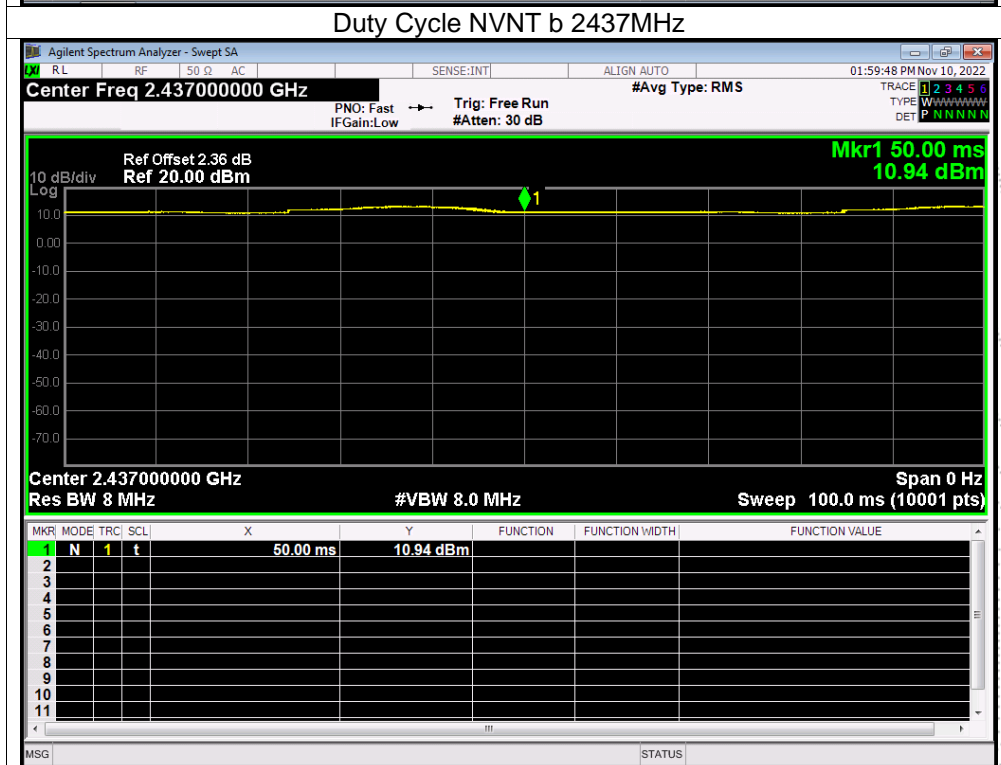 Duty Cycle NVNT b 2437MHz
Agilent Spectrum Analyzer - Swept SA
LXI RL RF 50 Ω AC SENSE:INT ALIGN AUTO 01:59:48 PM Nov 10, 2022
Center Freq 2.437000000 GHz #Avg Type: RMS TRACE 1 2 3 4 5 6
PNO: Fast Trig: Free Run TYPE WWWWWW
IFGain:Low #Atten: 30 dB DET P N N N N N
Mkr1 50.00 ms
Ref Offset 2.36 dB
10 dB/div Ref 20.00 dBm 10.94 dBm
Log
1
10.0
0.00
-10.0
-20.0
-30.0
-40.0
-50.0
-60.0
-70.0
Center 2.437000000 GHz Span 0 Hz
Res BW 8 MHz #VBW 8.0 MHz Sweep 100.0 ms (10001 pts)
MKR MODE TRC SCL X Y FUNCTION FUNCTION WIDTH FUNCTION VALUE
1 N 1 t 50.00 ms 10.94 dBm
2
3
4
5
6
7
8
9
10
11
MSG STATUS